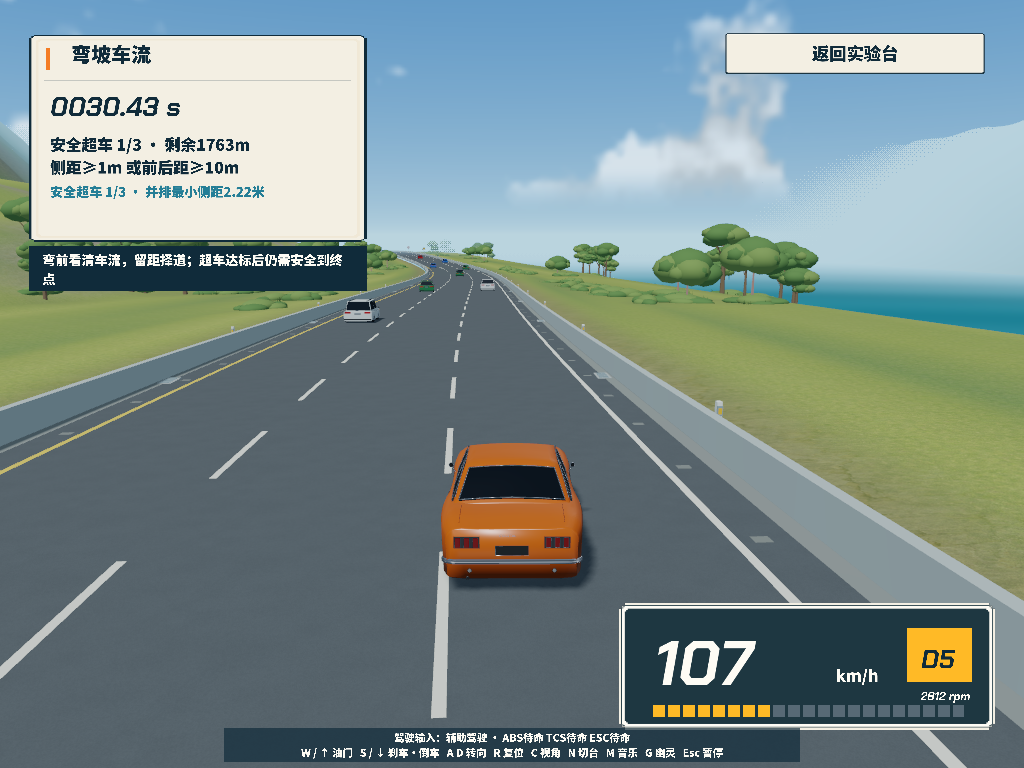 弯坡车流
0030.43 s
安全超车 1/3 · 剩余1763m
侧距≥1m 或前后距≥10m
安全超车 1/3 · 并排最小侧距2.22米
弯前看清车流，留距择道；超车达标后仍需安全到终
点
返回实验台
107 km/h D5
2812 rpm
驾驶输入：辅助驾驶 · ABS待命 TCS待命 ESC待命
W / ↑ 油门 S / ↓ 刹车·倒车 A D 转向 R 复位 C 视角 N 切台 M 音乐 G 幽灵 Esc 暂停